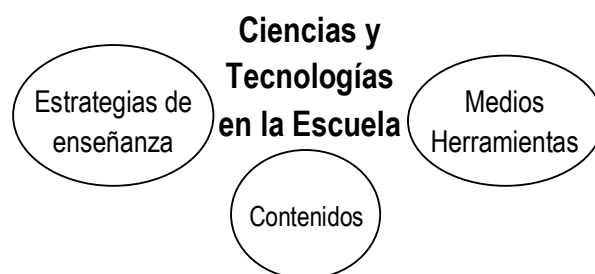 Ciencias y
Tecnologías
en la Escuela
Estrategias de
enseñanza
Medios
Herramientas
Contenidos